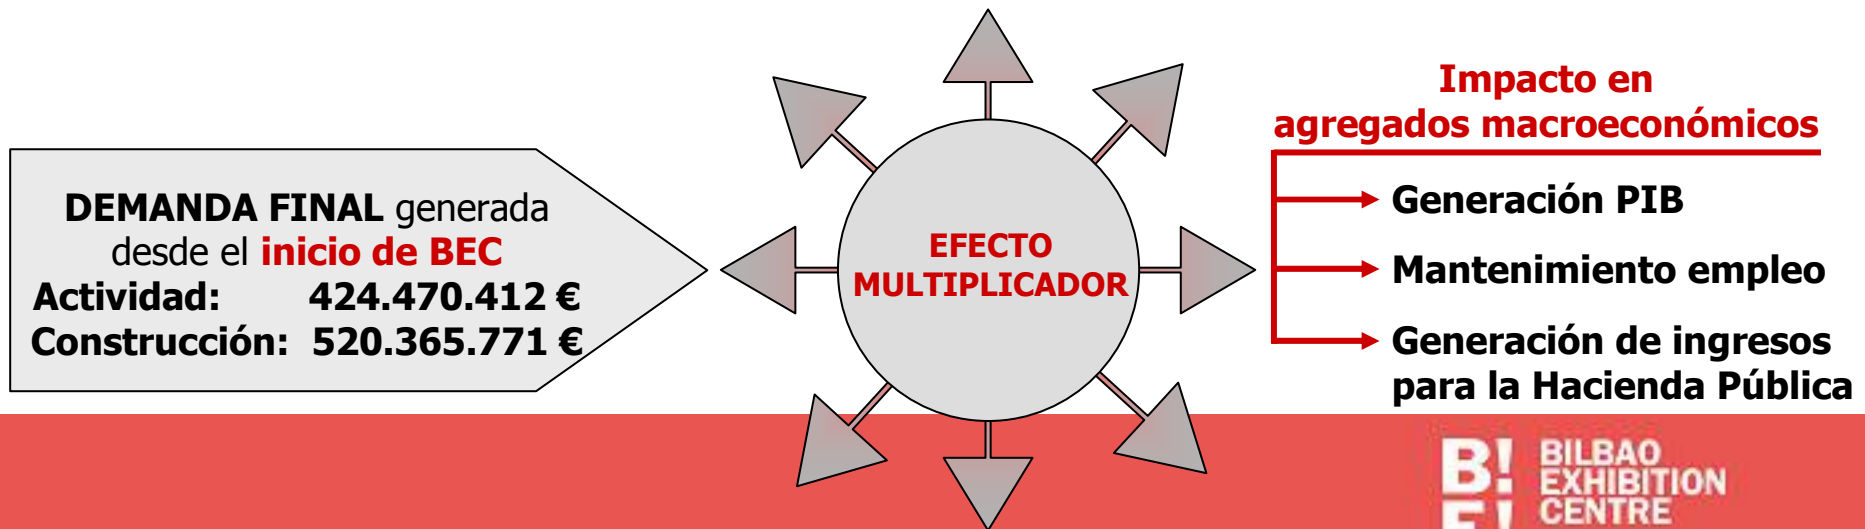 DEMANDA FINAL generada
desde el inicio de BEC
Actividad: 424.470.412 €
Construcción: 520.365.771 €
EFECTO
MULTIPLICADOR
Impacto en
agregados macroeconómicos
Generación PIB
Mantenimiento empleo
Generación de ingresos
para la Hacienda Pública
B!
BILBAO
EXHIBITION
CENTRE